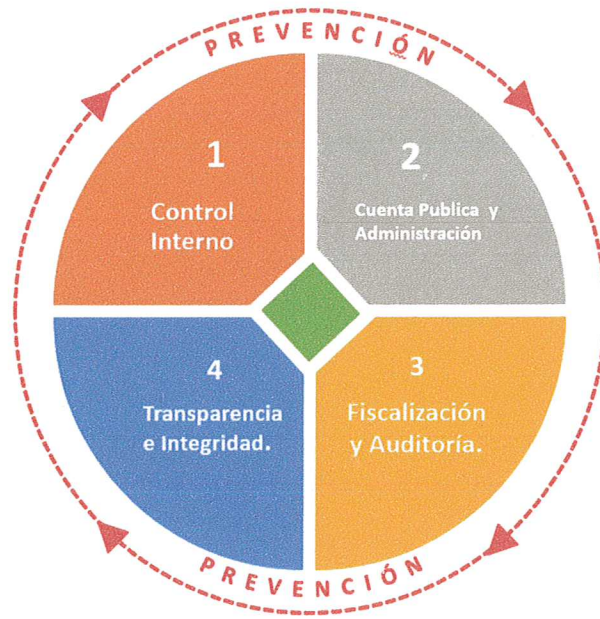 PREVENCIÓN
1
Control
Interno
2
Cuenta Publica y
Administración
4
Transparencia
e Integridad.
3
Fiscalización
y Auditoría.
PREVENCIÓN